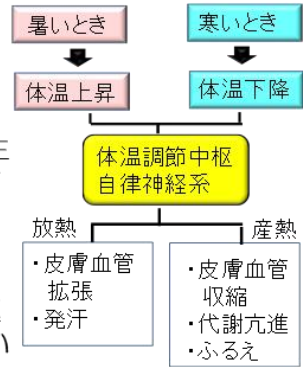 暑いとき
寒いとき
体温上昇
体温下降
体温調節中枢
自律神経系
放熱
・皮膚血管
拡張
・発汗
産熱
・皮膚血管
収縮
・代謝亢進
・ふるえ